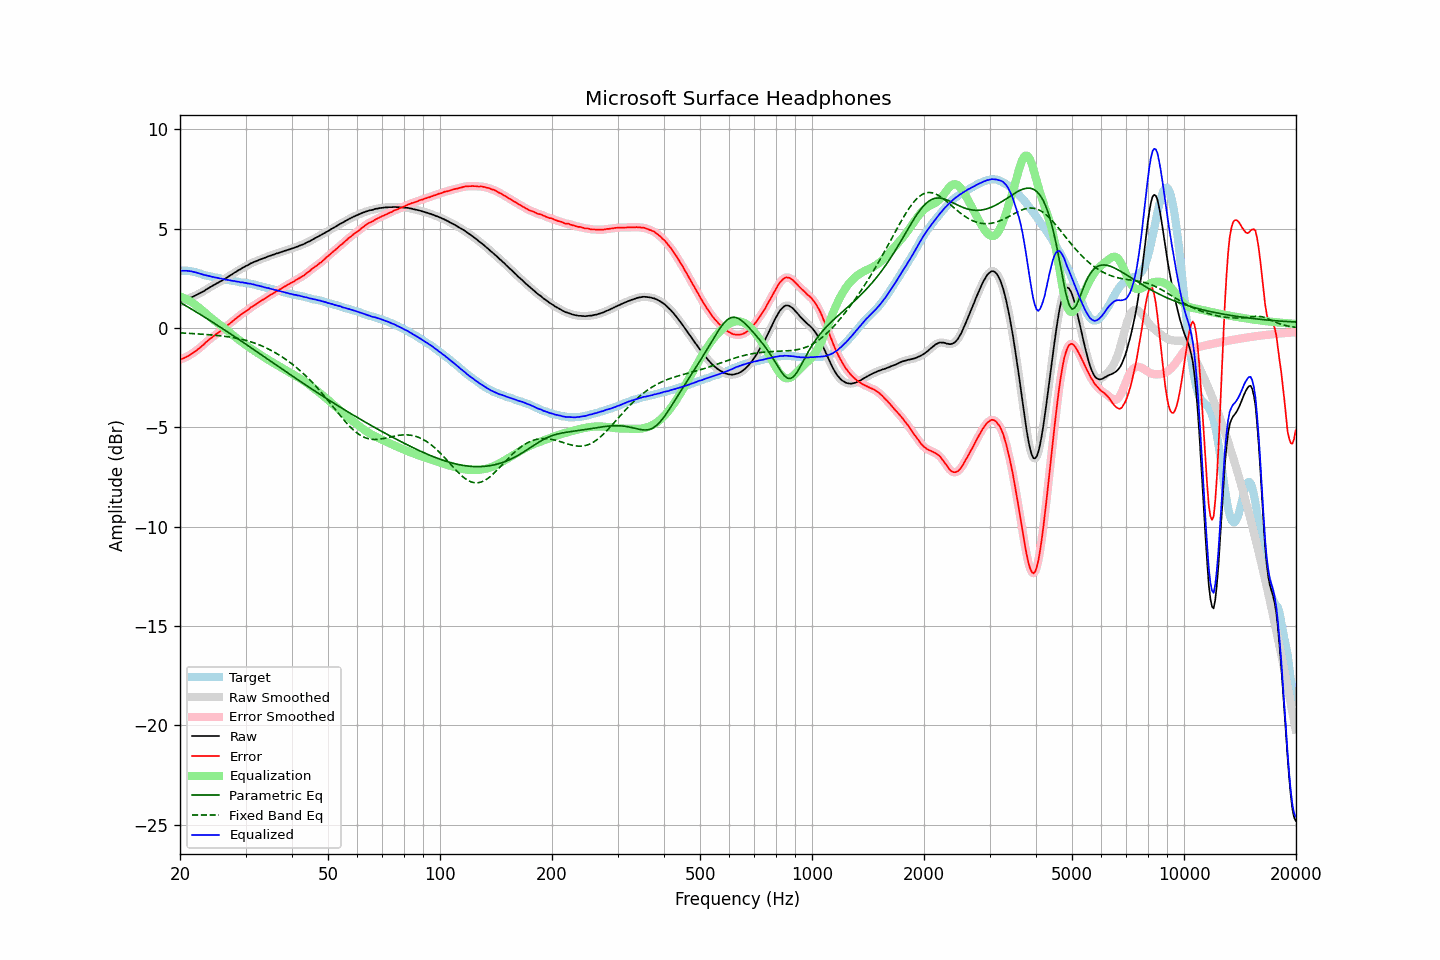 Microsoft Surface Headphones
10
5
0
−5
−10
−15
−20
−25
Amplitude (dBr)
Target
Raw Smoothed
Error Smoothed
Raw
Error
Equalization
Parametric Eq
Fixed Band Eq
Equalized
20 50 100 200 500 1000 2000 5000 10000 20000
Frequency (Hz)